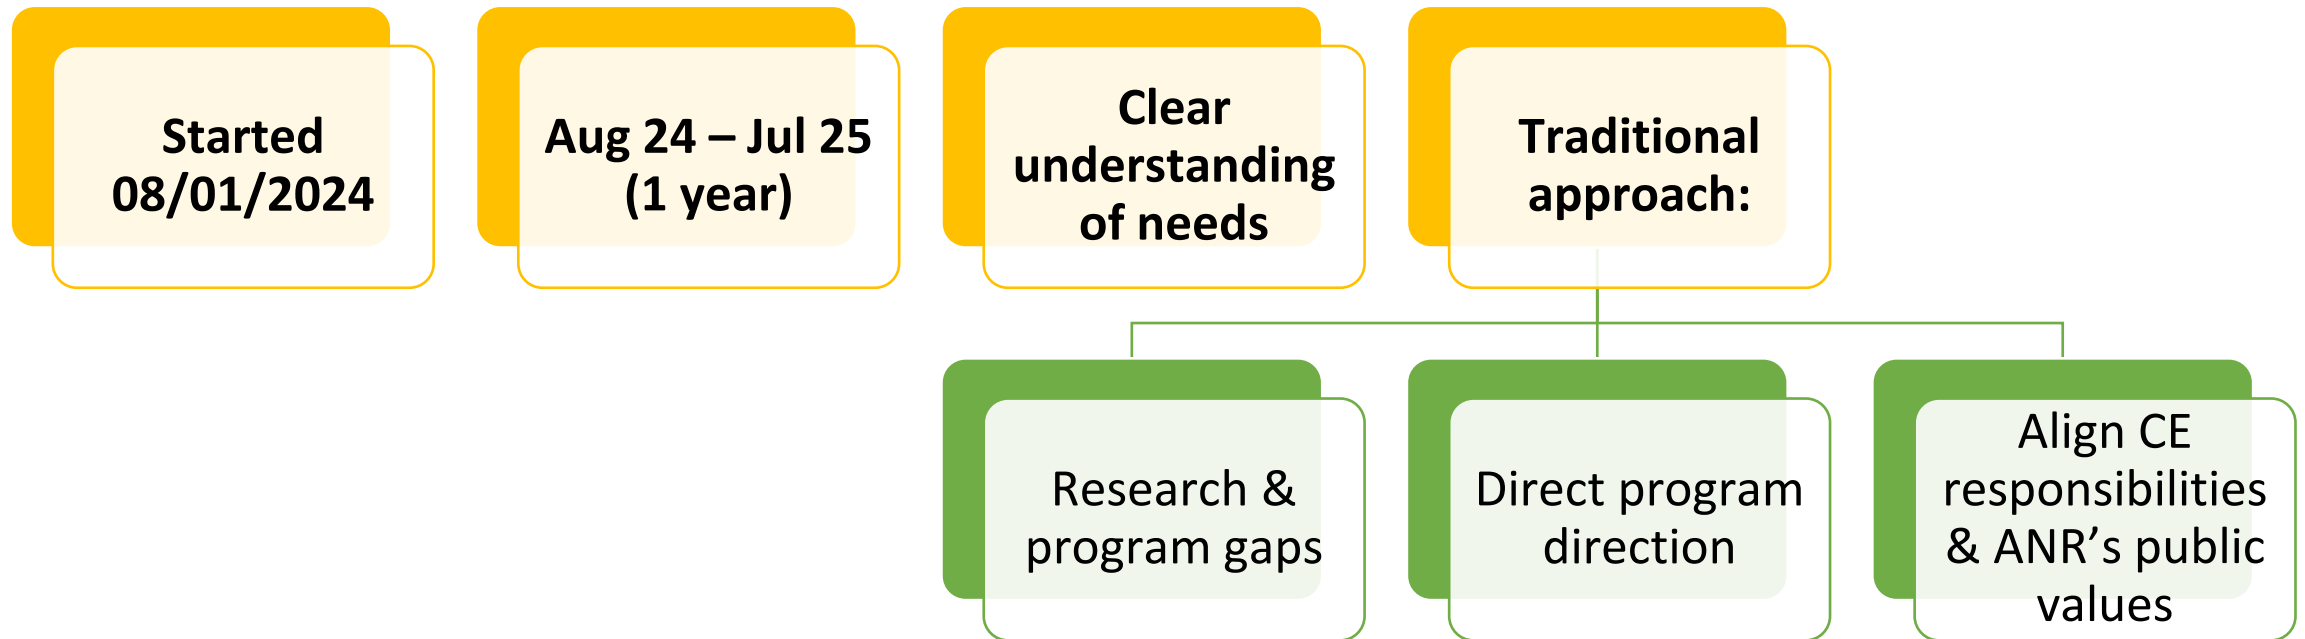 Started
08/01/2024
Aug 24 – Jul 25
(1 year)
Clear
understanding
of needs
Traditional
approach:
Research &
program gaps
Direct program
direction
Align CE
responsibilities
& ANR’s public
values